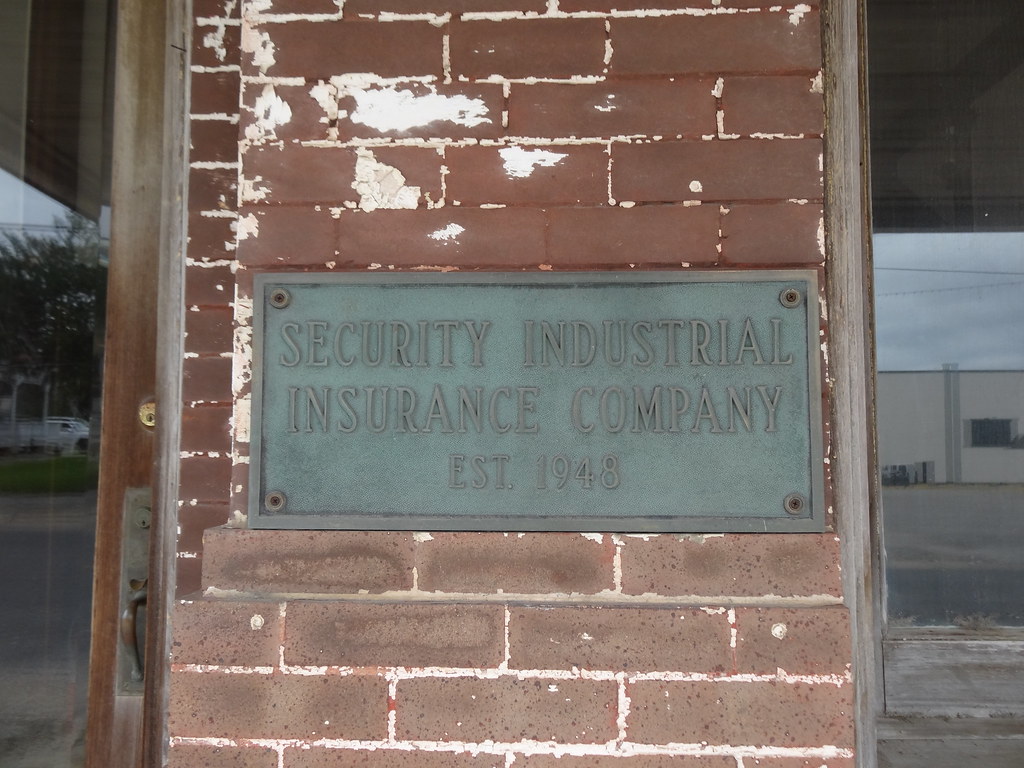 SECURITY INDUSTRIAL
INSURANCE COMPANY
EST. 1948